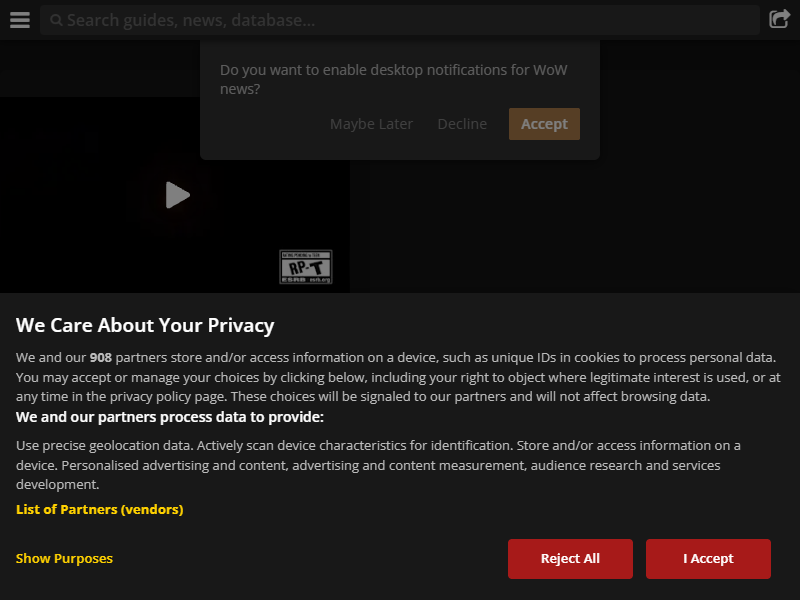 Search guides, news, database...
Do you want to enable desktop notifications for WoW
news?
Maybe Later
Decline
Accept
RP-T
ESRB esrb.org
We Care About Your Privacy
We and our 908 partners store and/or access information on a device, such as unique IDs in cookies to process personal data.
You may accept or manage your choices by clicking below, including your right to object where legitimate interest is used, or at
any time in the privacy policy page. These choices will be signaled to our partners and will not affect browsing data.
We and our partners process data to provide:
Use precise geolocation data. Actively scan device characteristics for identification. Store and/or access information on a
device. Personalised advertising and content, advertising and content measurement, audience research and services
development.
List of Partners (vendors)
Show Purposes
Reject All
I Accept